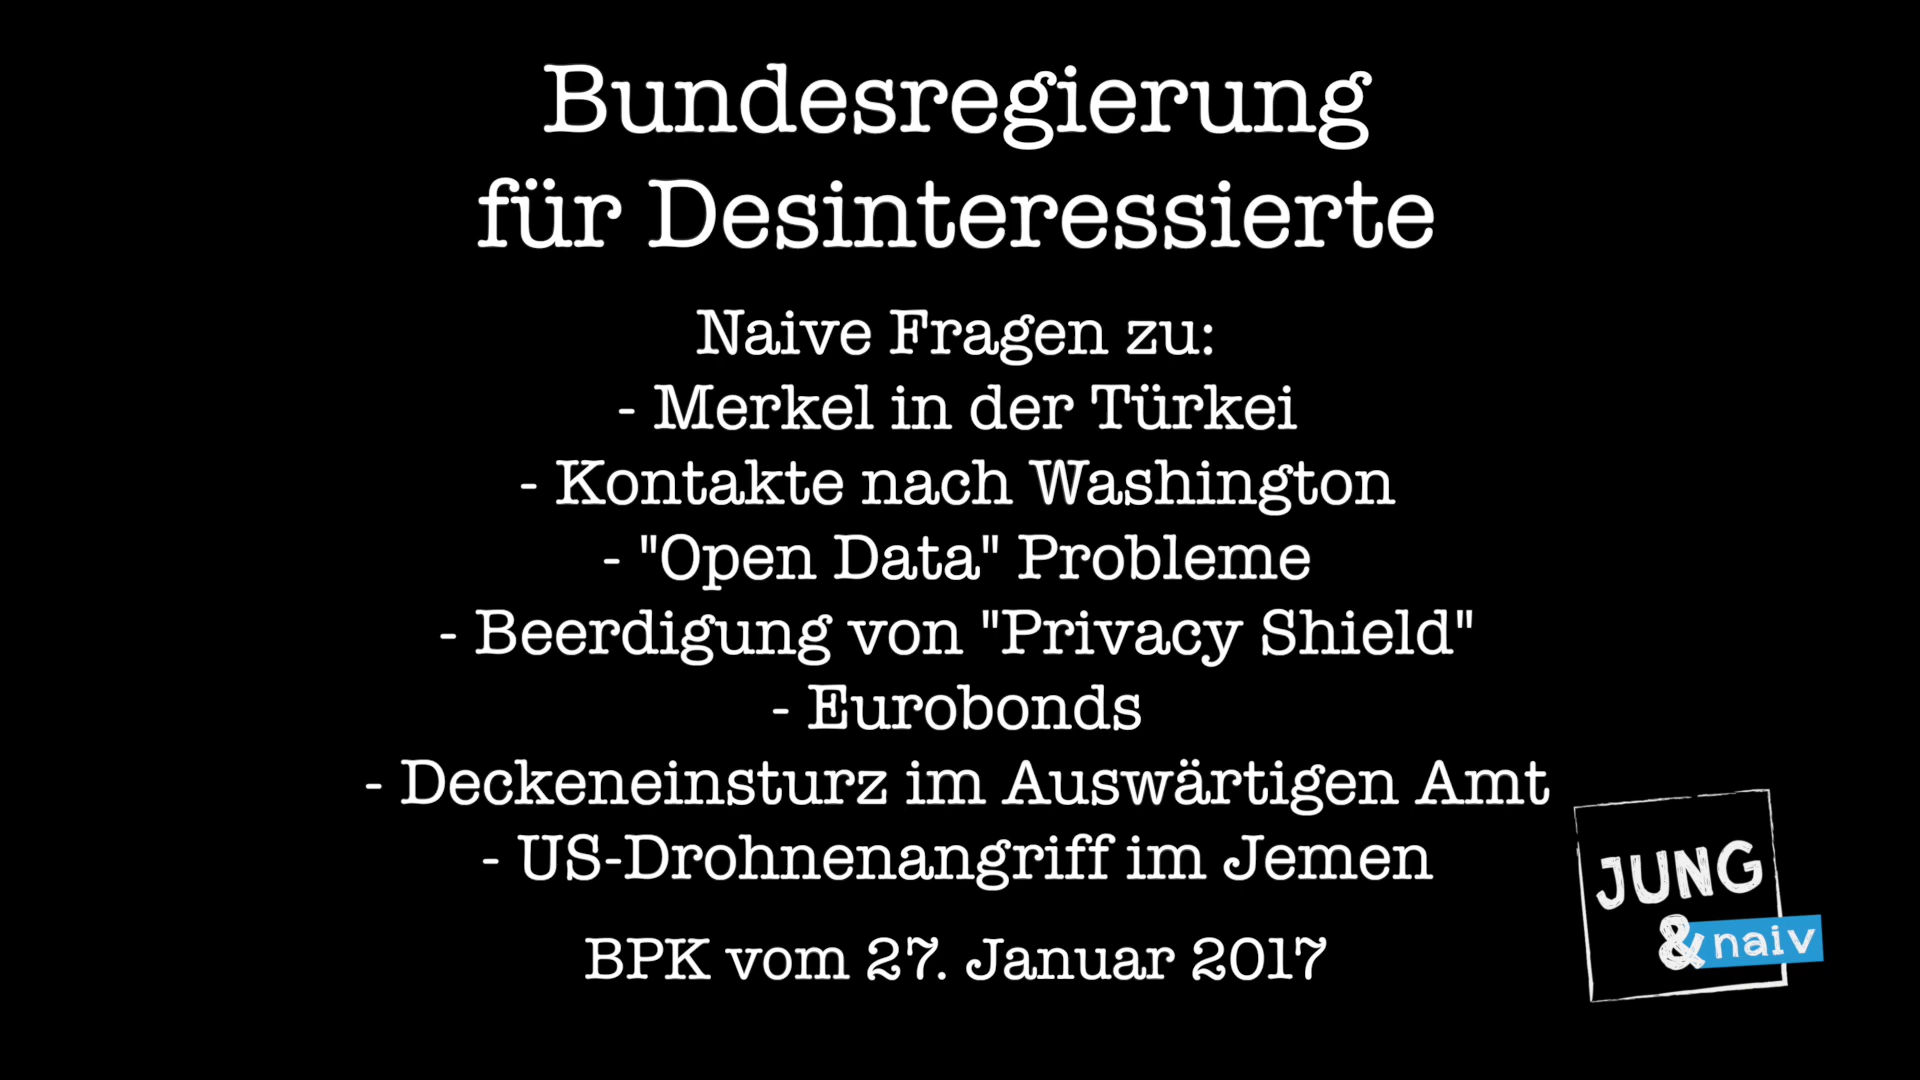 Bundesregierung
für Desinteressierte
Naive Fragen zu:
- Merkel in der Türkei
- Kontakte nach Washington
- "Open Data" Probleme
- Beerdigung von "Privacy Shield"
- Eurobonds
- Deckeneinsturz im Auswärtigen Amt
- US-Drohnenangriff im Jemen
BPK vom 27. Januar 2017
JUNG
&naiv